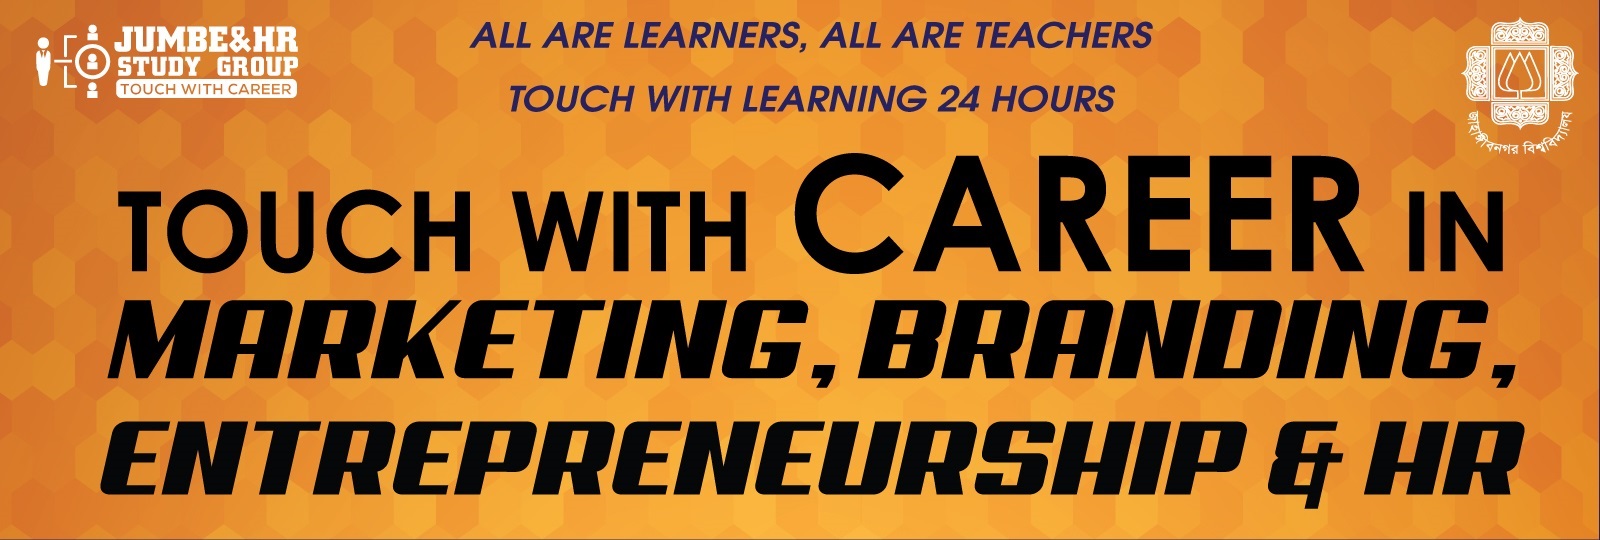 JUMBE&HR
STUDY GROUP
TOUCH WITH CAREER
ALL ARE LEARNERS, ALL ARE TEACHERS
TOUCH WITH LEARNING 24 HOURS
জাহাঙ্গীরনগর বিশ্ববিদ্যালয়
TOUCH WITH CAREER IN
MARKETING, BRANDING,
ENTREPRENEURSHIP & HR